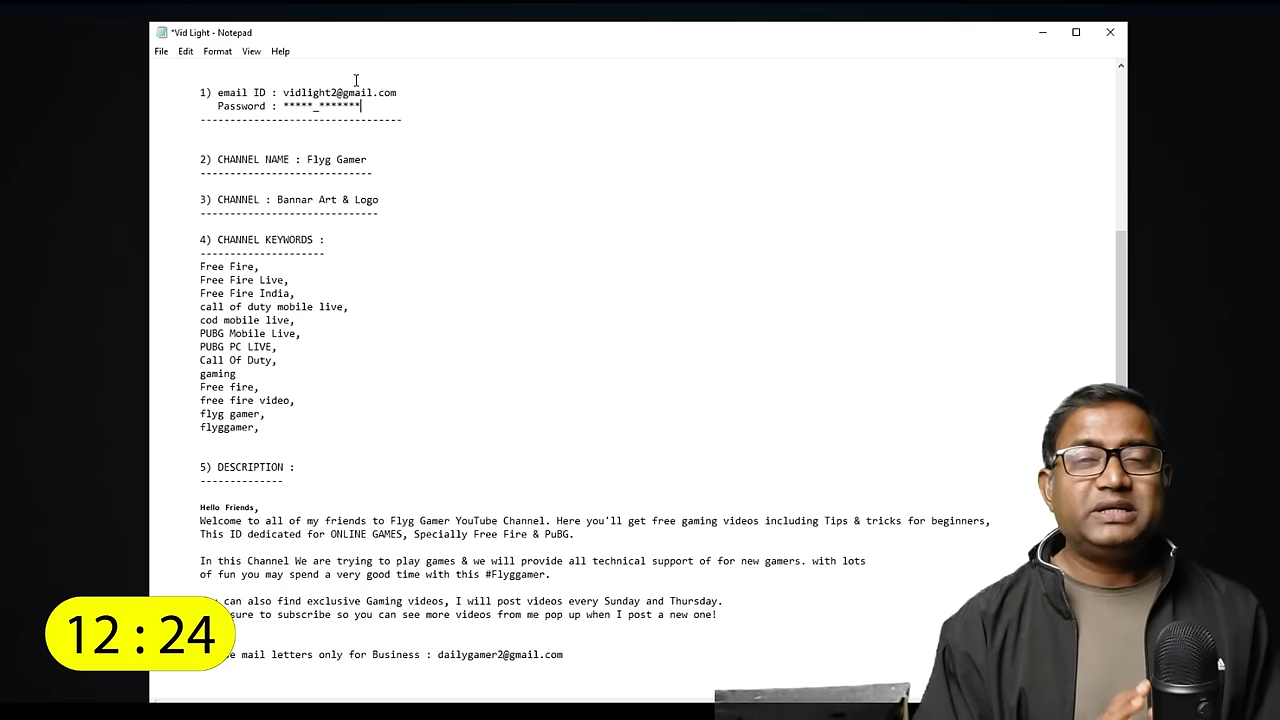 *Vid Light - Notepad
File Edit Format View Help
1) email ID : vidlight2@gmail.com
Password : *****_*******
----------------------------------
2) CHANNEL NAME : Flyg Gamer
-----------------------------
3) CHANNEL : Bannar Art & Logo
------------------------------
4) CHANNEL KEYWORDS :
---------------------
Free Fire,
Free Fire Live,
Free Fire India,
call of duty mobile live,
cod mobile live,
PUBG Mobile Live,
PUBG PC LIVE,
Call Of Duty,
gaming
Free fire,
free fire video,
flyg gamer,
flyggamer,
5) DESCRIPTION :
--------------
Hello Friends,
Welcome to all of my friends to Flyg Gamer YouTube Channel. Here you'll get free gaming videos including Tips & tricks for beginners,
This ID dedicated for ONLINE GAMES, Specially Free Fire & PuBG.
In this Channel We are trying to play games & we will provide all technical support of for new gamers. with lots
of fun you may spend a very good time with this #Flyggamer.
can also find exclusive Gaming videos, I will post videos every Sunday and Thursday.
to subscribe so you can see more videos from me pop up when I post a new one!
mail letters only for Business : dailygamer2@gmail.com
12 : 24